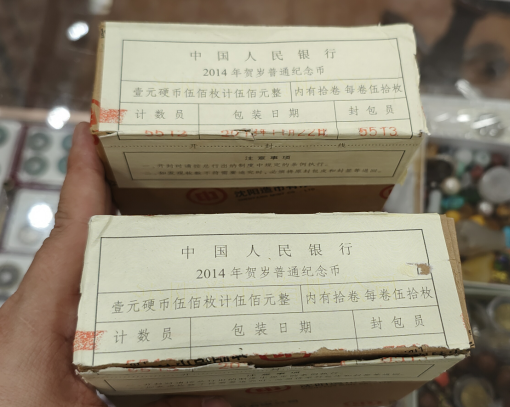 中国人民银行
2014年贺岁普通纪念币
壹元硬币伍佰枚计伍佰元整 内有拾卷 每卷伍拾枚
计数员 包装日期 封包员
5513 5513
开 封 线
注意事项
中国人民银行
2014年贺岁普通纪念币
壹元硬币伍佰枚计伍佰元整 内有拾卷 每卷伍拾枚
计数员 包装日期 封包员